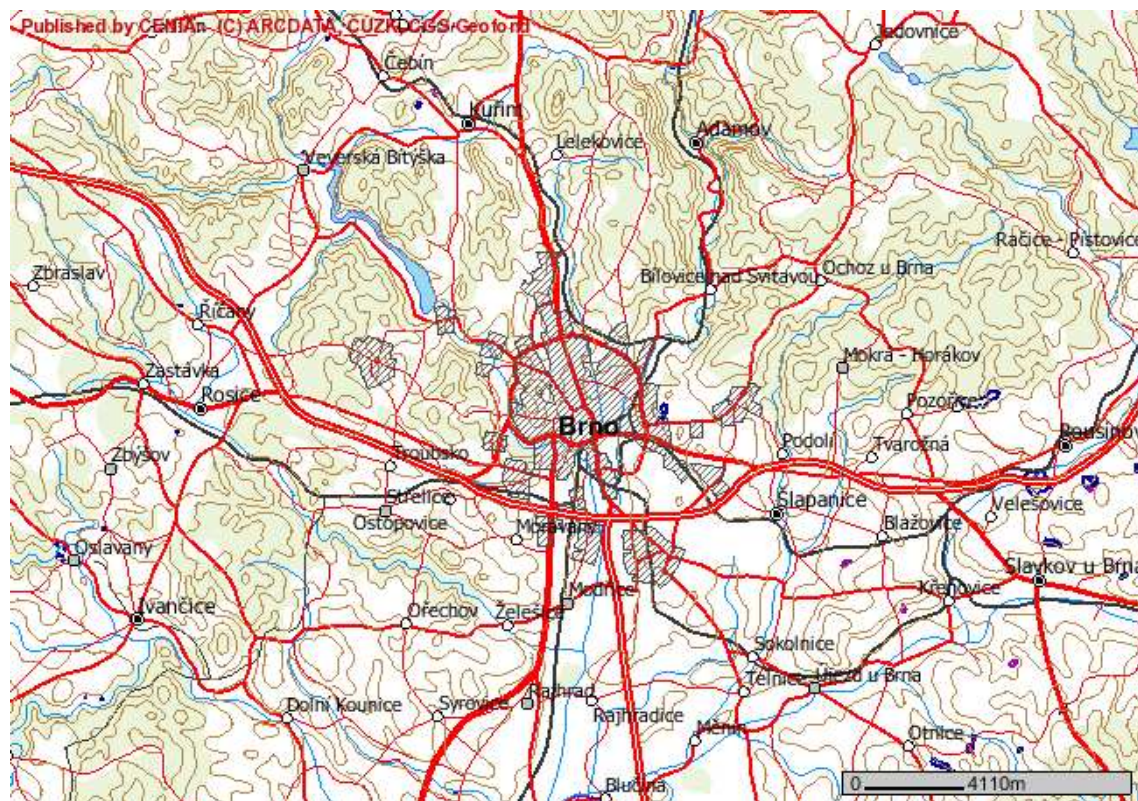 Published by CENIA, (C) ARCDATA, ČÚZK, ČGS-Geofond
Jedovnice
Čebín
Kuřim
Adamov
Lelekovice
Veverská Bítýška
Račice - Pístovice
Zbraslav
Bílovice nad Svitavou
Ochoz u Brna
Říčany
Mokrá - Horákov
Zastávka
Rosice
Pozořice
Brno
Rousínov
Podolí
Tvarožná
Troubsko
Zbýšov
Střelice
Šlapanice
Velešovice
Ostopovice
Moravany
Blažovice
Oslavany
Slavkov u Brna
Křenovice
Modřice
Ivančice
Ořechov
Želešice
Sokolnice
Telnice
Újezd u Brna
Rajhrad
Dolní Kounice
Syrovice
Rajhradice
Měnín
Otnice
Blučina
0 4110m